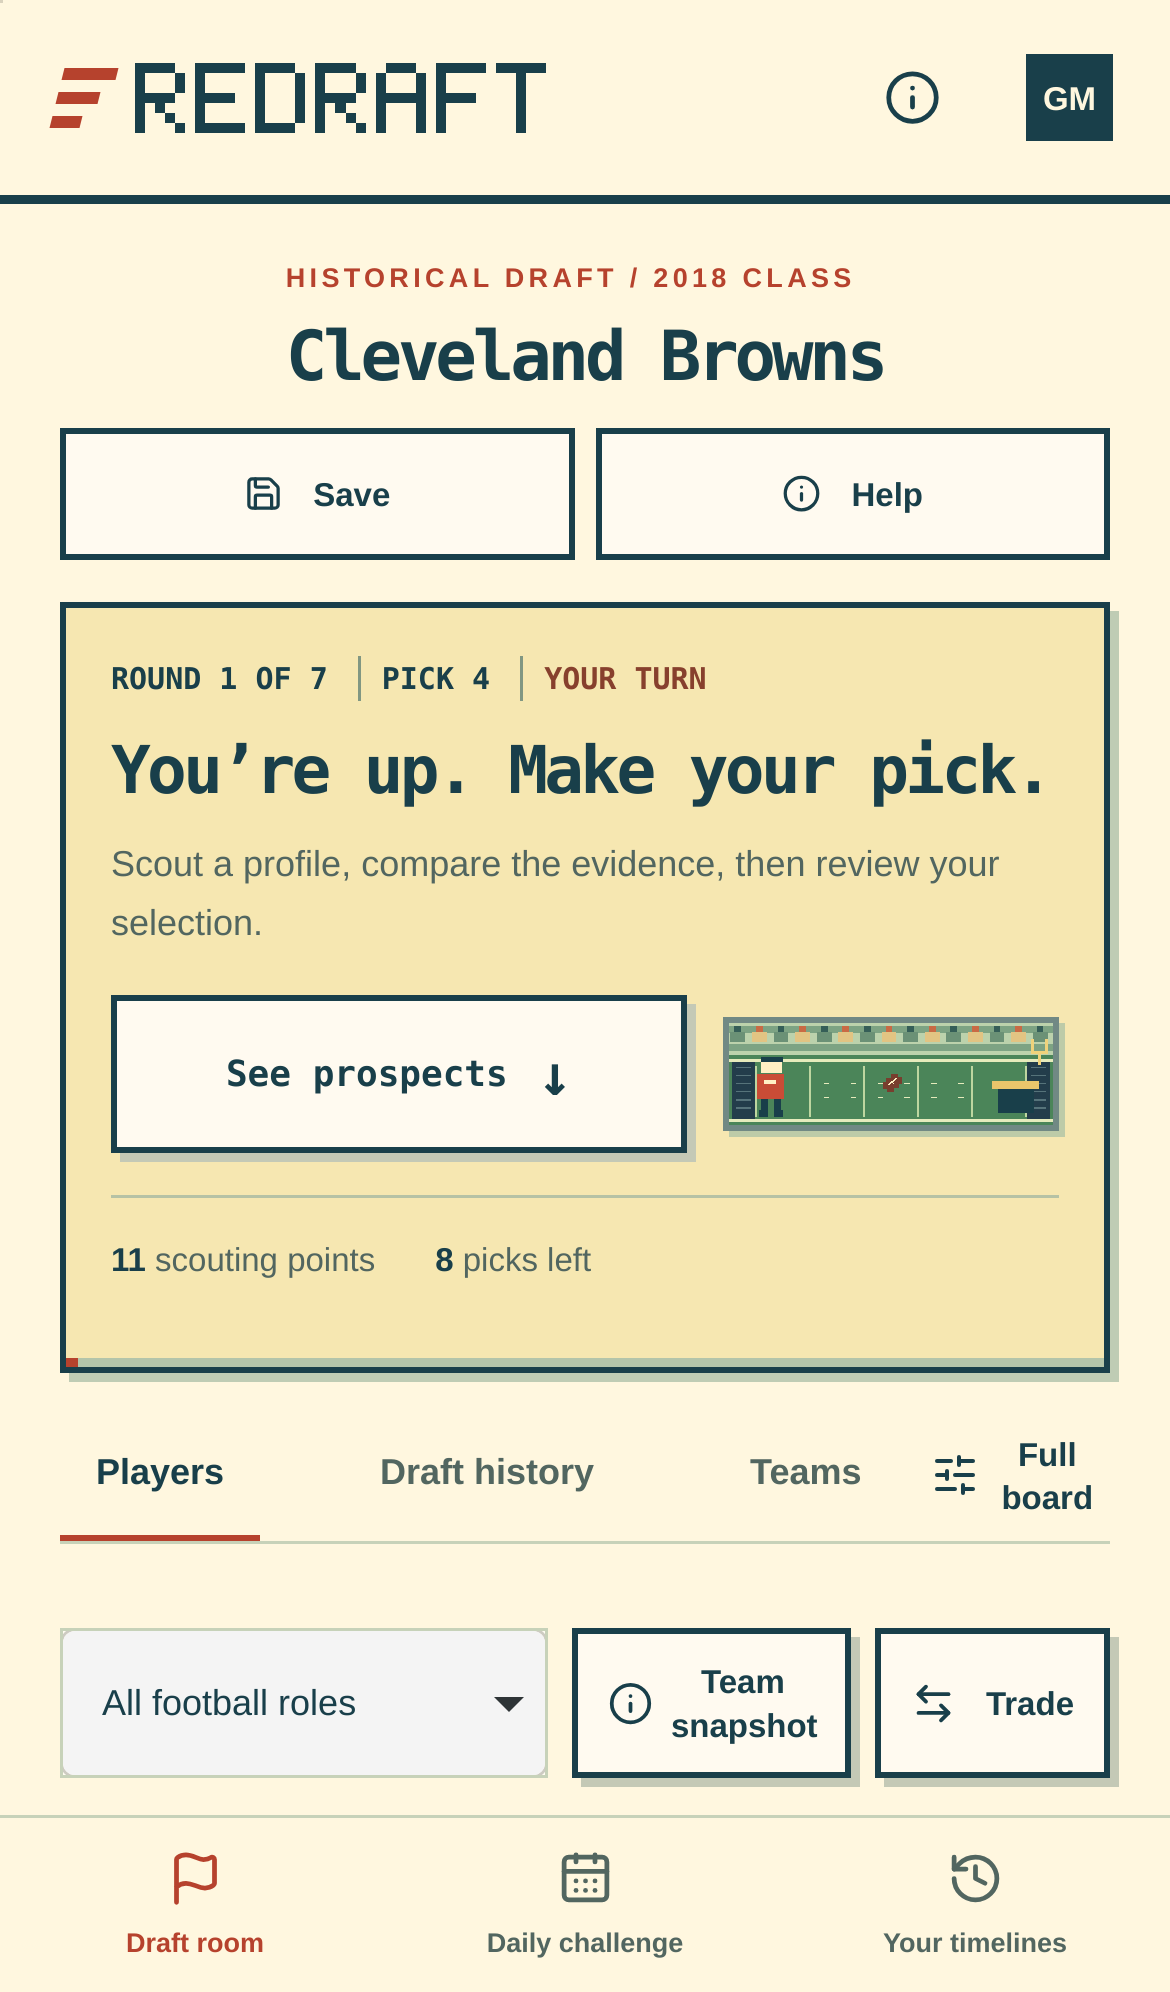 REDRAFT
GM
HISTORICAL DRAFT / 2018 CLASS
Cleveland Browns
Save
Help
ROUND 1 OF 7
PICK 4
YOUR TURN
You’re up. Make your pick.
Scout a profile, compare the evidence, then review your
selection.
See prospects ↓
11 scouting points
8 picks left
Players
Draft history
Teams
Full
board
All football roles
Team
snapshot
Trade
Draft room
Daily challenge
Your timelines